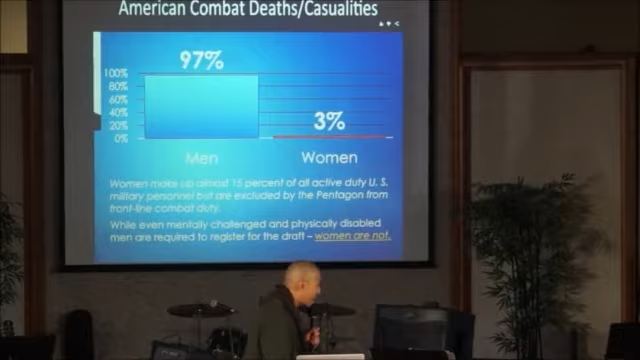 American Combat Deaths/Casualities
97%
100%
80%
60%
40%
20%
0%
3%
Men
Women
Women make up almost 15 percent of all active duty U. S.
military personnel but are excluded by the Pentagon from
front-line combat duty.
While even mentally challenged and physically disabled
men are required to register for the draft – women are not.